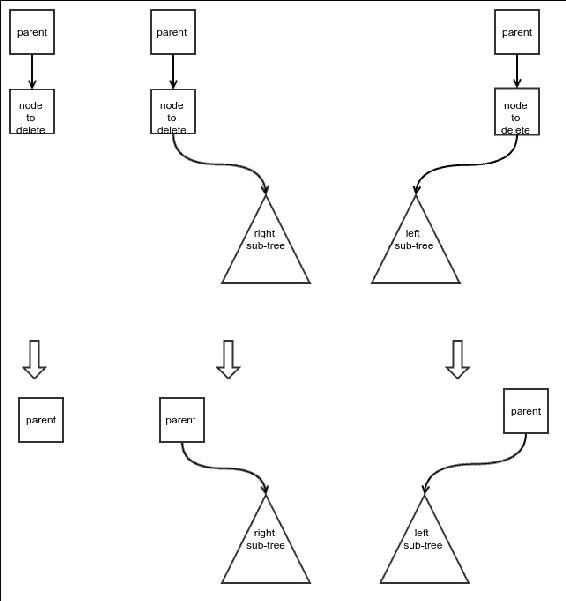 parent
parent
parent
node
to
delete
node
to
delete
node
to
delete
right
sub-tree
left
sub-tree
parent
parent
parent
right
sub-tree
left
sub-tree